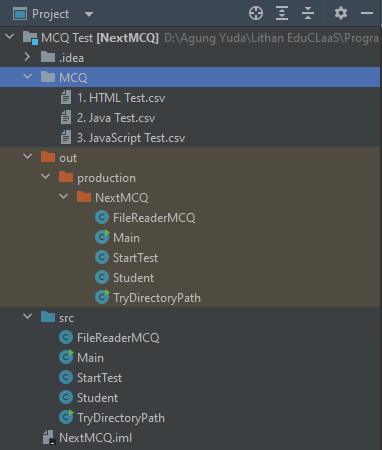 Project
MCQ Test [NextMCQ] D:\Agung Yuda\Lithan EduCLaaS\Progra
.idea
MCQ
1. HTML Test.csv
2. Java Test.csv
3. JavaScript Test.csv
out
production
NextMCQ
FileReaderMCQ
Main
StartTest
Student
TryDirectoryPath
src
FileReaderMCQ
Main
StartTest
Student
TryDirectoryPath
NextMCQ.iml